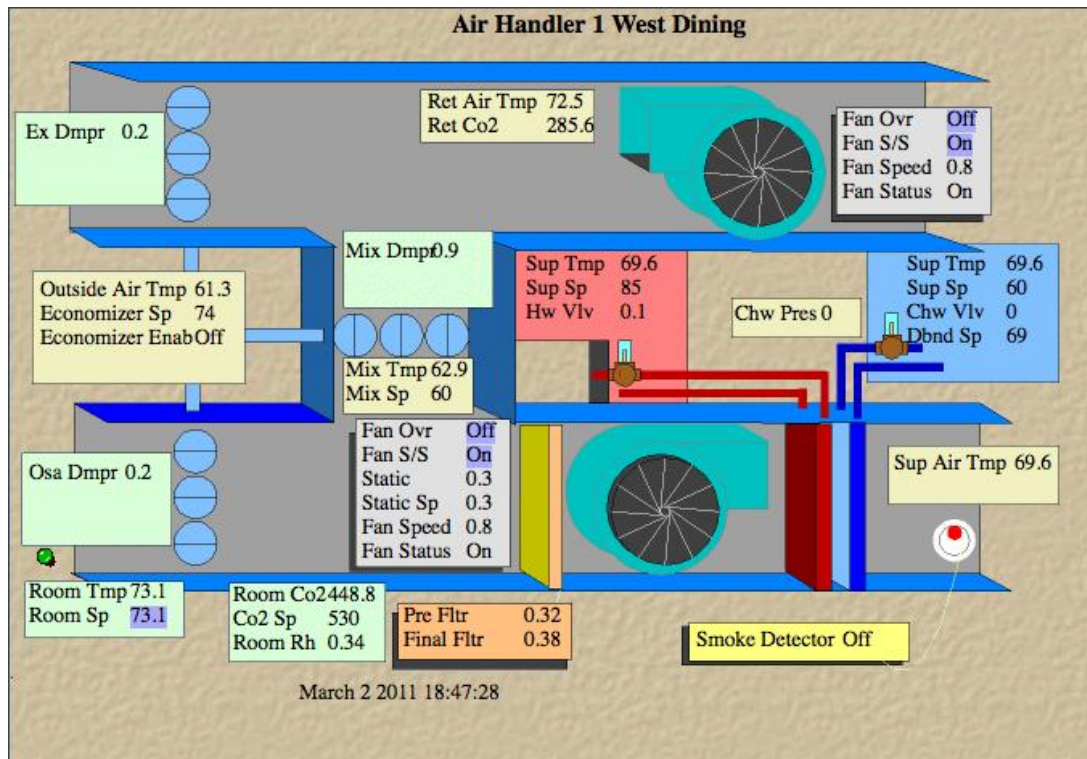 Air Handler 1 West Dining
Ret Air Tmp 72.5
Ret Co2 285.6
Fan Ovr Off
Fan S/S On
Fan Speed 0.8
Fan Status On
Ex Dmpr 0.2
Mix Dmpr 0.9
Outside Air Tmp 61.3
Economizer Sp 74
Economizer Enab Off
Sup Tmp 69.6
Sup Sp 85
Hw Vlv 0.1
Chw Pres 0
Sup Tmp 69.6
Sup Sp 60
Chw Vlv 0
Dbnd Sp 69
Mix Tmp 62.9
Mix Sp 60
Fan Ovr Off
Fan S/S On
Static 0.3
Static Sp 0.3
Fan Speed 0.8
Fan Status On
Osa Dmpr 0.2
Sup Air Tmp 69.6
Room Tmp 73.1
Room Sp 73.1
Room Co2 448.8
Co2 Sp 530
Room Rh 0.34
Pre Fltr 0.32
Final Fltr 0.38
Smoke Detector Off
March 2 2011 18:47:28